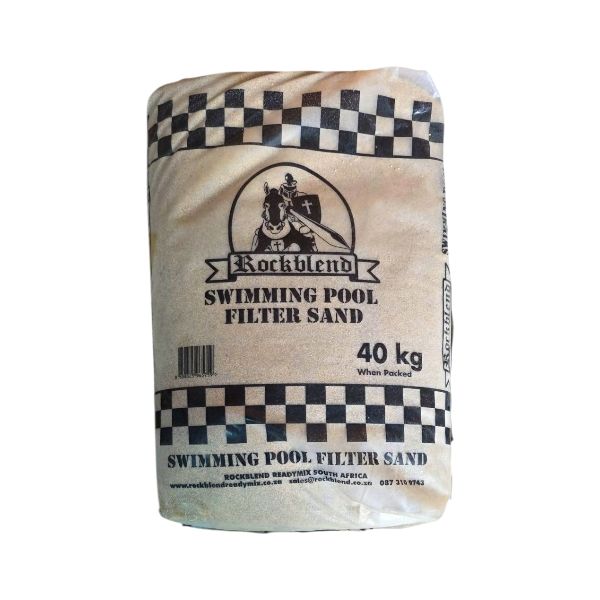 Rockblend
SWIMMING POOL
FILTER SAND
40 kg
When Packed
SWIMMING POOL FILTER SAND
ROCKBLEND READYMIX SOUTH AFRICA
www.rockblendreadymix.co.za sales@rockblend.co.za 087 310 9743
Rockblend